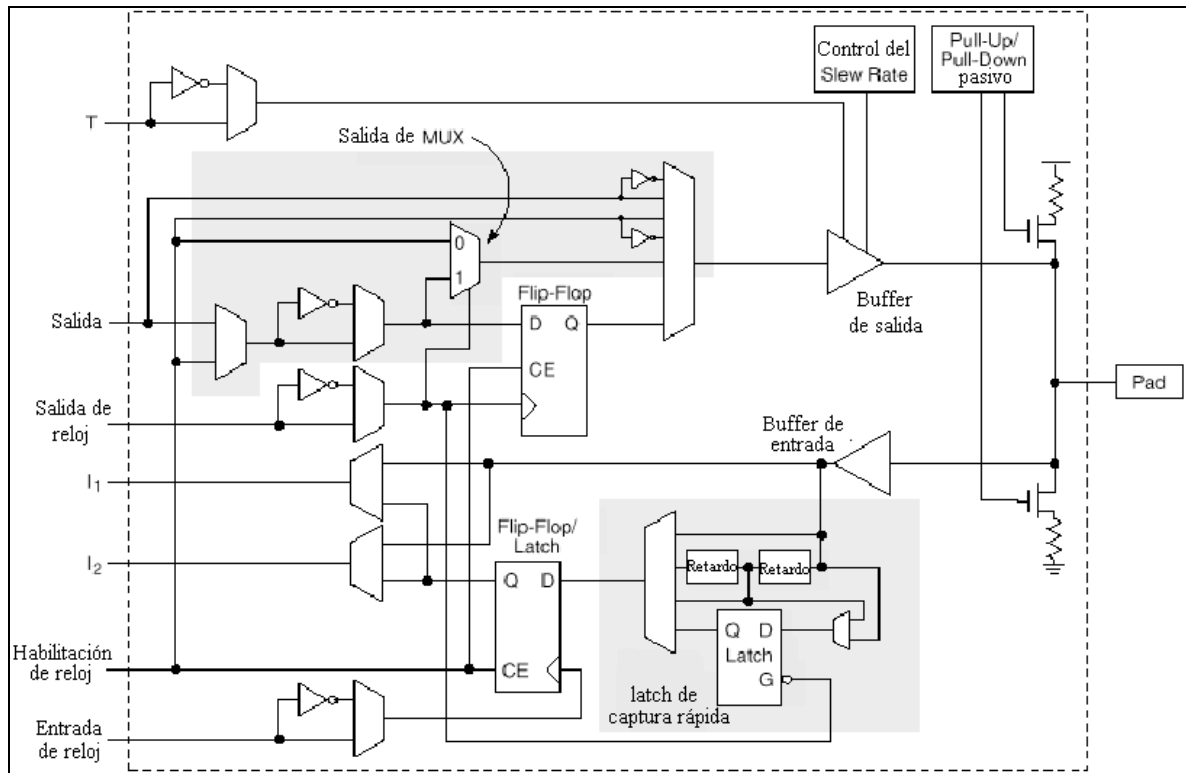 Control del
Slew Rate
Pull-Up/
Pull-Down
pasivo
T
Salida de MUX
0
1
Flip-Flop
D Q
CE
Buffer
de salida
Salida
Salida de
reloj
Pad
Buffer de
entrada
I1
I2
Flip-Flop/
Latch
Q D
CE
Retardo
Retardo
Q D
Latch
G
latch de
captura rápida
Habilitación
de reloj
Entrada
de reloj